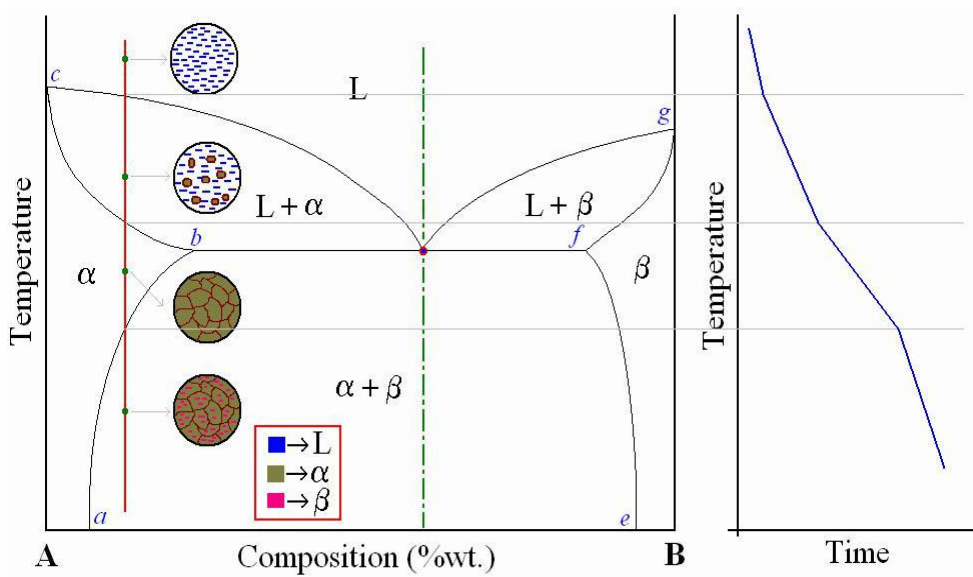 c
L
g
L + α
L + β
b
f
α
β
Temperature
Temperature
α + β
→L
→α
→β
a
e
A
Composition (%wt.)
B
Time